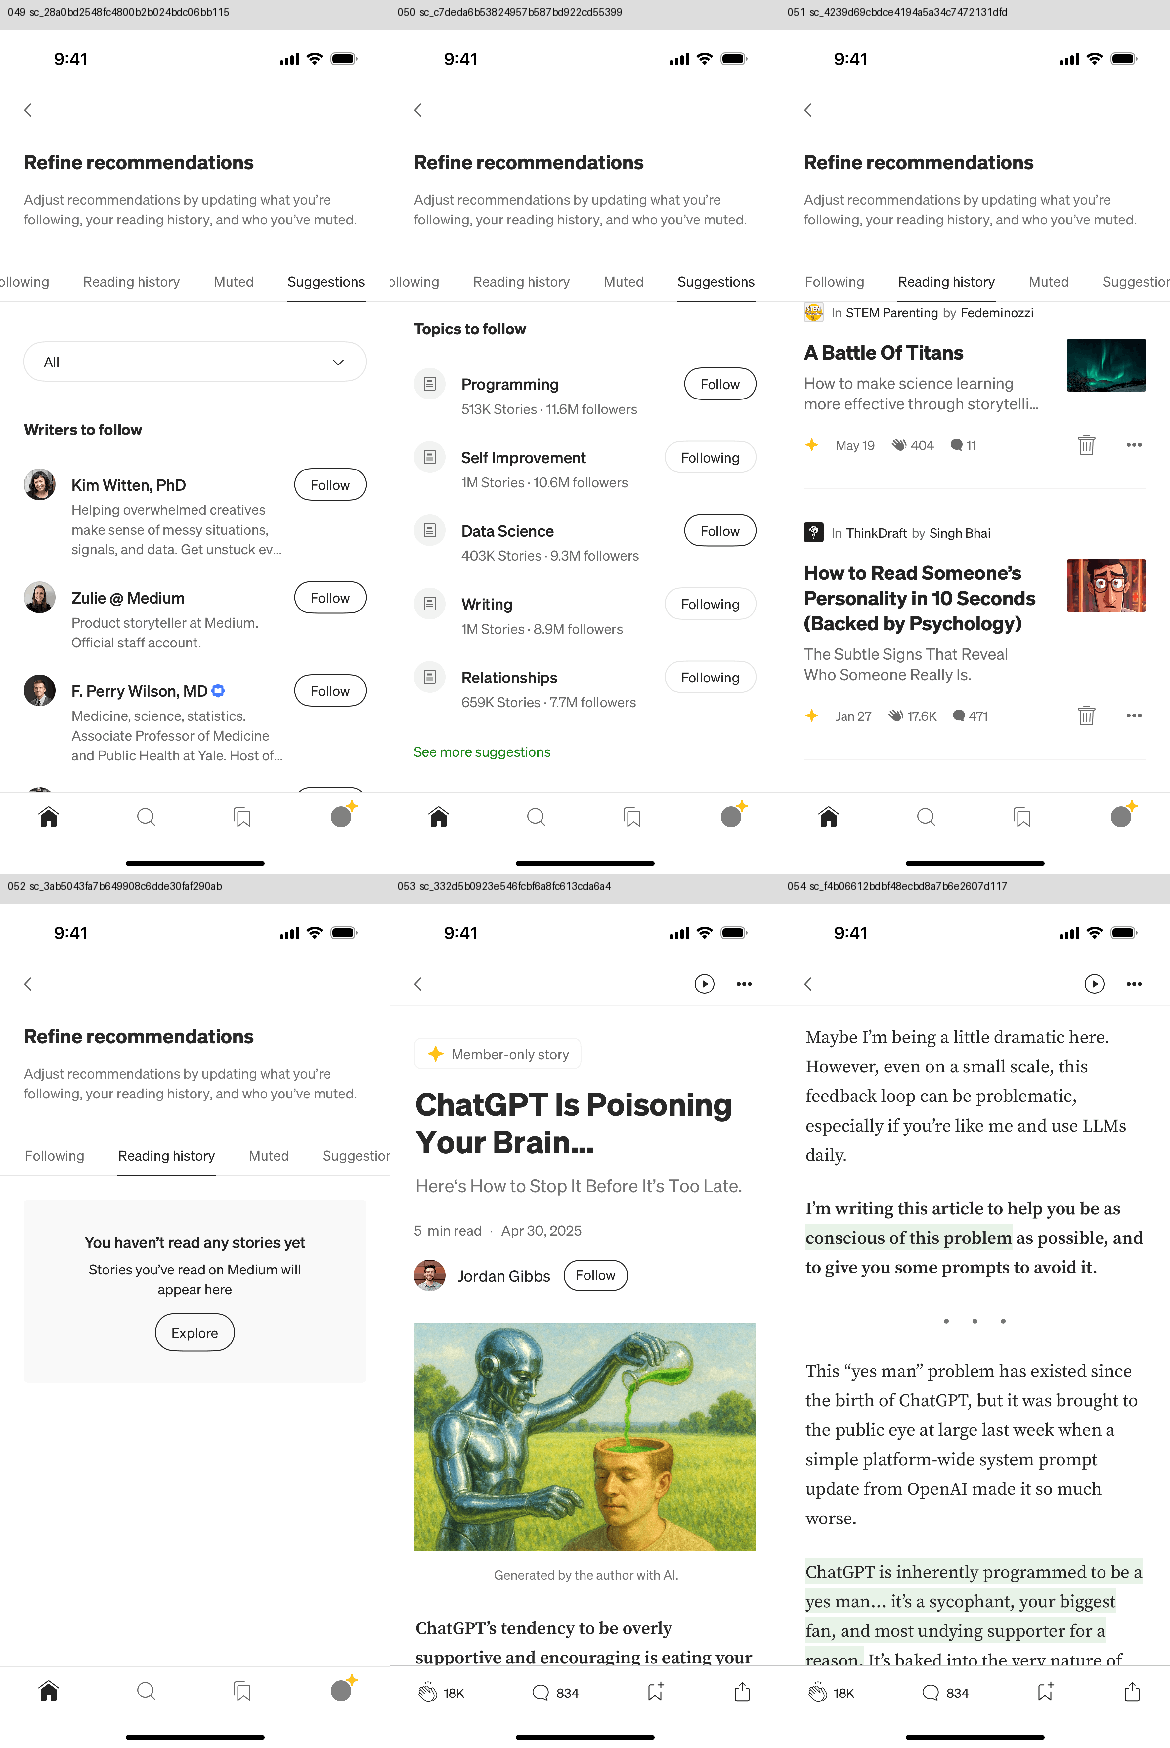 049 sc_28a0bd2548fc4800b2b024bdc06bb115
9:41
Refine recommendations
Adjust recommendations by updating what you're
following, your reading history, and who you've muted.
ollowing Reading history Muted Suggestions
All
Writers to follow
Kim Witten, PhD
Follow
Helping overwhelmed creatives
make sense of messy situations,
signals, and data. Get unstuck ev...
Zulie @ Medium
Follow
Product storyteller at Medium.
Official staff account.
F. Perry Wilson, MD
Follow
Medicine, science, statistics.
Associate Professor of Medicine
and Public Health at Yale. Host of...
050 sc_c7deda6b53824957b587bd922cd55399
9:41
Refine recommendations
Adjust recommendations by updating what you're
following, your reading history, and who you've muted.
ollowing Reading history Muted Suggestions
Topics to follow
Programming
513K Stories · 11.6M followers
Follow
Self Improvement
1M Stories · 10.6M followers
Following
Data Science
403K Stories · 9.3M followers
Follow
Writing
1M Stories · 8.9M followers
Following
Relationships
659K Stories · 7.7M followers
Following
See more suggestions
051 sc_4239d69cbdce4194a5a34c7472131dfd
9:41
Refine recommendations
Adjust recommendations by updating what you're
following, your reading history, and who you've muted.
Following Reading history Muted Suggestior
In STEM Parenting by Fedeminozzi
A Battle Of Titans
How to make science learning
more effective through storytelli...
May 19 404 11
In ThinkDraft by Singh Bhai
How to Read Someone's
Personality in 10 Seconds
(Backed by Psychology)
The Subtle Signs That Reveal
Who Someone Really Is.
Jan 27 17.6K 471
052 sc_3ab5043fa7b649908c6dde30faf290ab
9:41
Refine recommendations
Adjust recommendations by updating what you're
following, your reading history, and who you've muted.
Following Reading history Muted Suggestior
You haven't read any stories yet
Stories you've read on Medium will
appear here
Explore
053 sc_332d5b0923e546fcbf6a8fc613cda6a4
9:41
Member-only story
ChatGPT Is Poisoning
Your Brain...
Here's How to Stop It Before It's Too Late.
5 min read · Apr 30, 2025
Jordan Gibbs
Follow
Generated by the author with AI.
ChatGPT's tendency to be overly
supportive and encouraging is eating your
18K 834
054 sc_f4b06612bdbf48ecbd8a7b6e2607d117
9:41
Maybe I'm being a little dramatic here.
However, even on a small scale, this
feedback loop can be problematic,
especially if you're like me and use LLMs
daily.
I'm writing this article to help you be as
conscious of this problem as possible, and
to give you some prompts to avoid it.
• • •
This “yes man” problem has existed since
the birth of ChatGPT, but it was brought to
the public eye at large last week when a
simple platform-wide system prompt
update from OpenAI made it so much
worse.
ChatGPT is inherently programmed to be a
yes man... it's a sycophant, your biggest
fan, and most undying supporter for a
reason. It's baked into the very nature of
18K 834